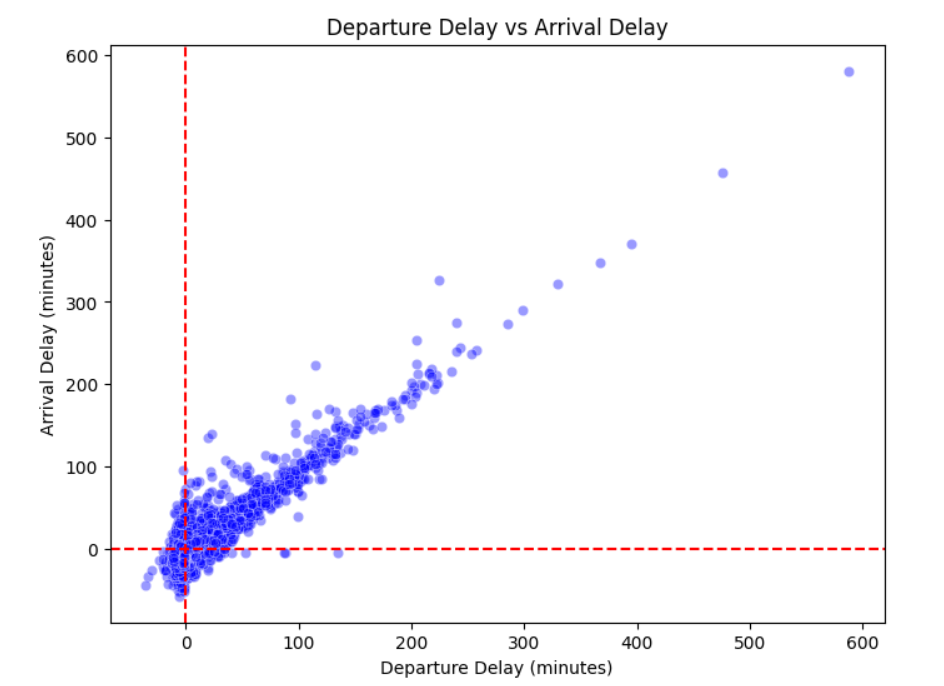 Departure Delay vs Arrival Delay
600
500
400
300
200
100
0
Arrival Delay (minutes)
0 100 200 300 400 500 600
Departure Delay (minutes)